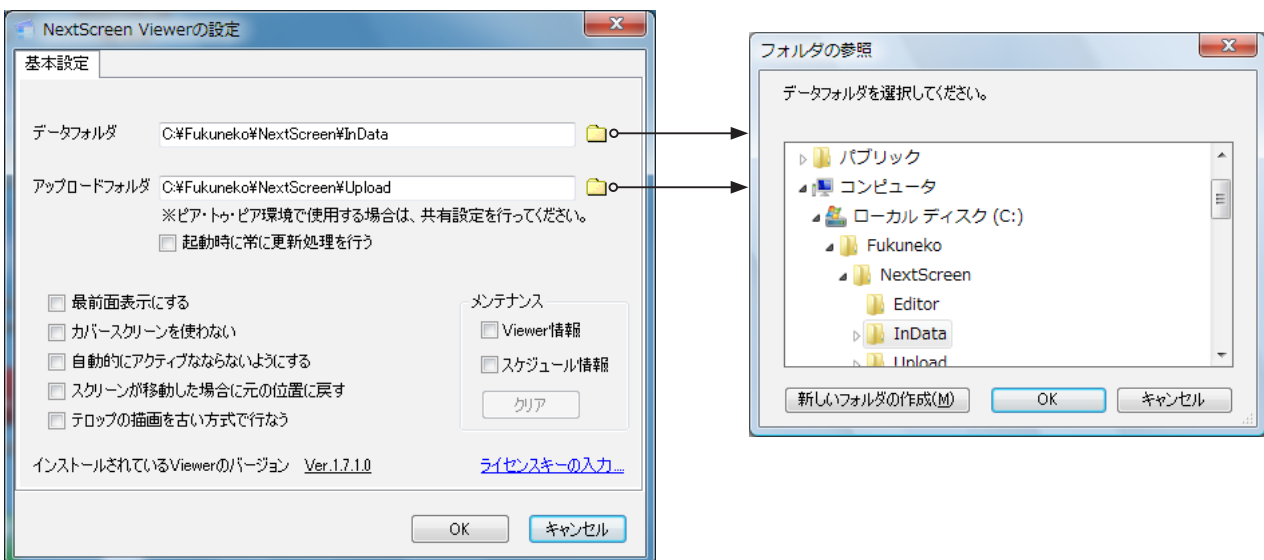 NextScreen Viewerの設定
基本設定
データフォルダ C:¥Fukuneko¥NextScreen¥InData
アップロードフォルダ C:¥Fukuneko¥NextScreen¥Upload
※ピア・トゥ・ピア環境で使用する場合は、共有設定を行ってください。
起動時に常に更新処理を行う
最前面表示にする
カバースクリーンを使わない
自動的にアクティブなならないようにする
スクリーンが移動した場合に元の位置に戻す
テロップの描画を古い方式で行なう
メンテナンス
Viewer情報
スケジュール情報
クリア
インストールされているViewerのバージョン Ver.1.7.1.0
ライセンスキーの入力...
OK キャンセル
フォルダの参照
データフォルダを選択してください。
パブリック
コンピュータ
ローカル ディスク (C:)
Fukuneko
NextScreen
Editor
InData
Upload
新しいフォルダの作成(M) OK キャンセル